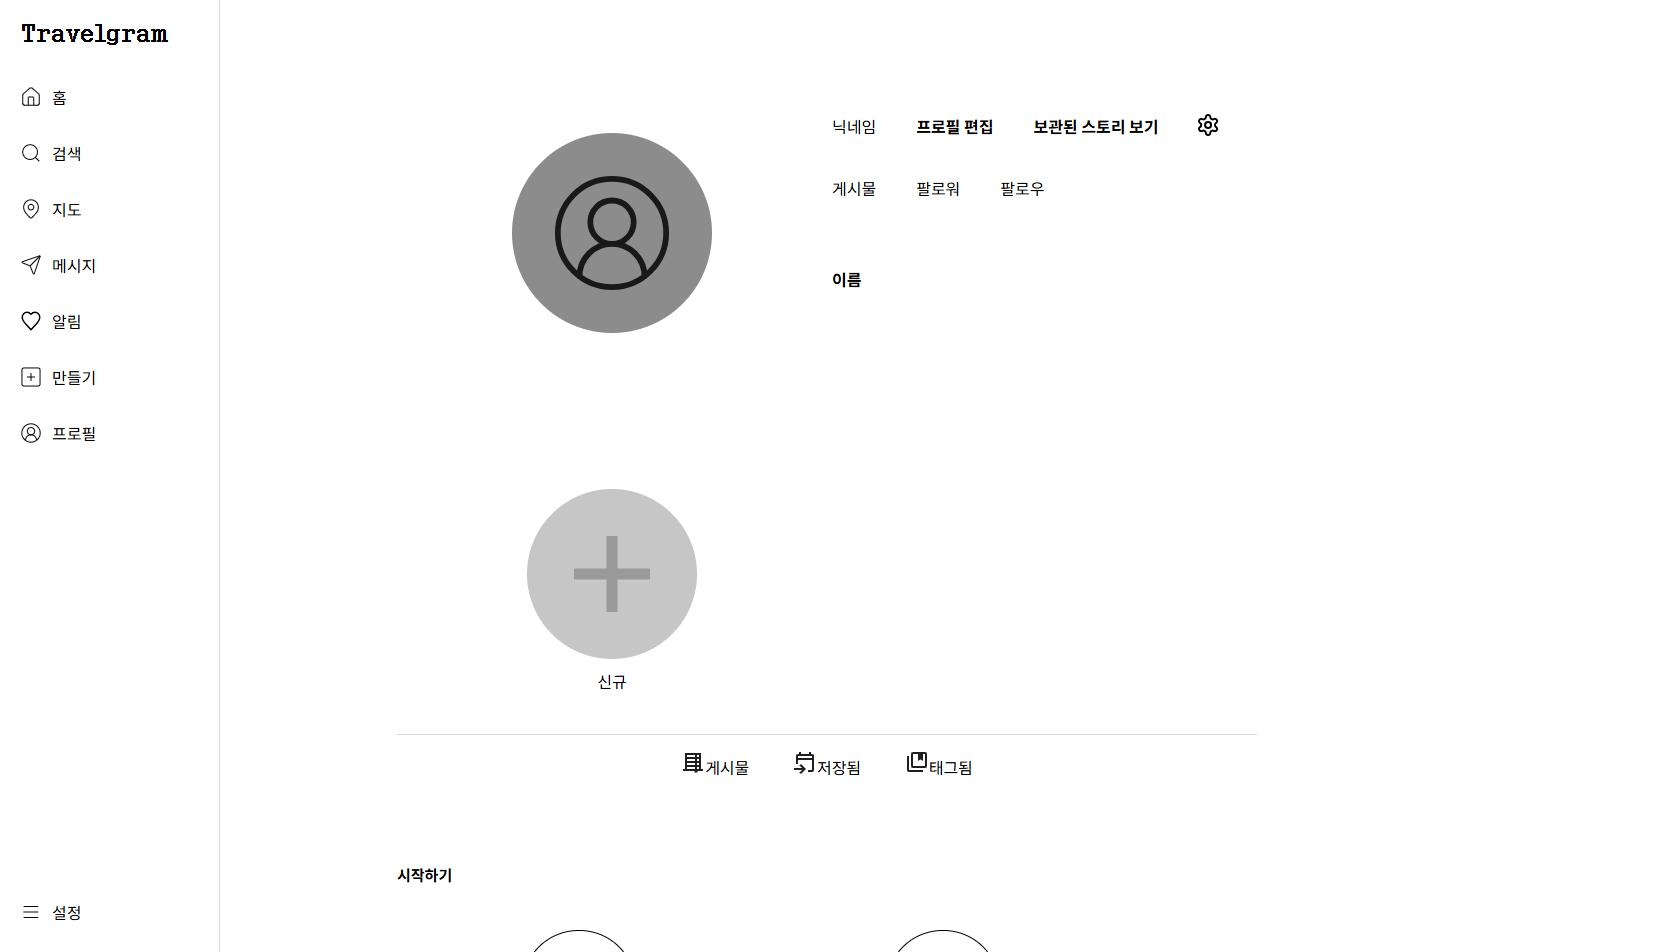 Travelgram
홈
검색
지도
메시지
알림
만들기
프로필
설정
닉네임 프로필 편집 보관된 스토리 보기
게시물 팔로워 팔로우
이름
신규
게시물 저장됨 태그됨
시작하기